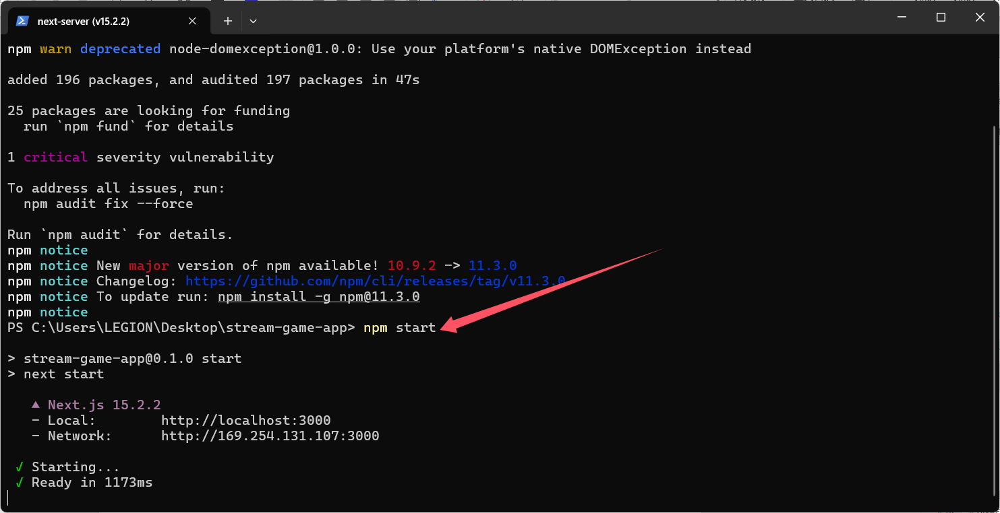 next-server (v15.2.2)
npm warn deprecated node-domexception@1.0.0: Use your platform's native DOMException instead
added 196 packages, and audited 197 packages in 47s
25 packages are looking for funding
  run `npm fund` for details
1 critical severity vulnerability
To address all issues, run:
  npm audit fix --force
Run `npm audit` for details.
npm notice
npm notice New major version of npm available! 10.9.2 -> 11.3.0
npm notice Changelog: https://github.com/npm/cli/releases/tag/v11.3.0
npm notice To update run: npm install -g npm@11.3.0
npm notice
PS C:\Users\LEGION\Desktop\stream-game-app> npm start
> stream-game-app@0.1.0 start
> next start
   ▲ Next.js 15.2.2
   - Local:        http://localhost:3000
   - Network:      http://169.254.131.107:3000
 √ Starting...
 √ Ready in 1173ms